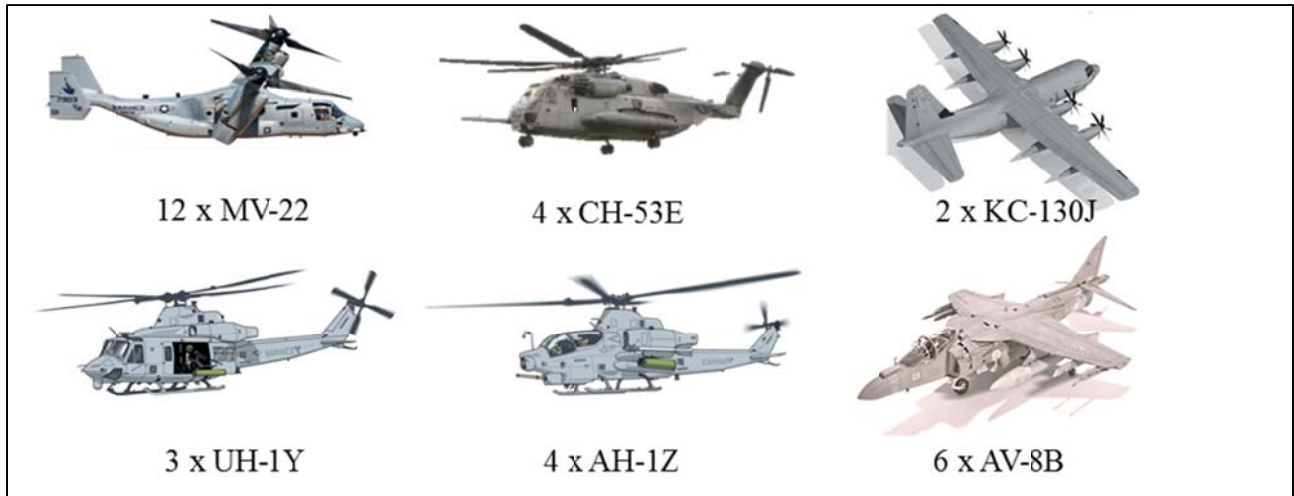 12 x MV-22
4 x CH-53E
2 x KC-130J
3 x UH-1Y
4 x AH-1Z
6 x AV-8B